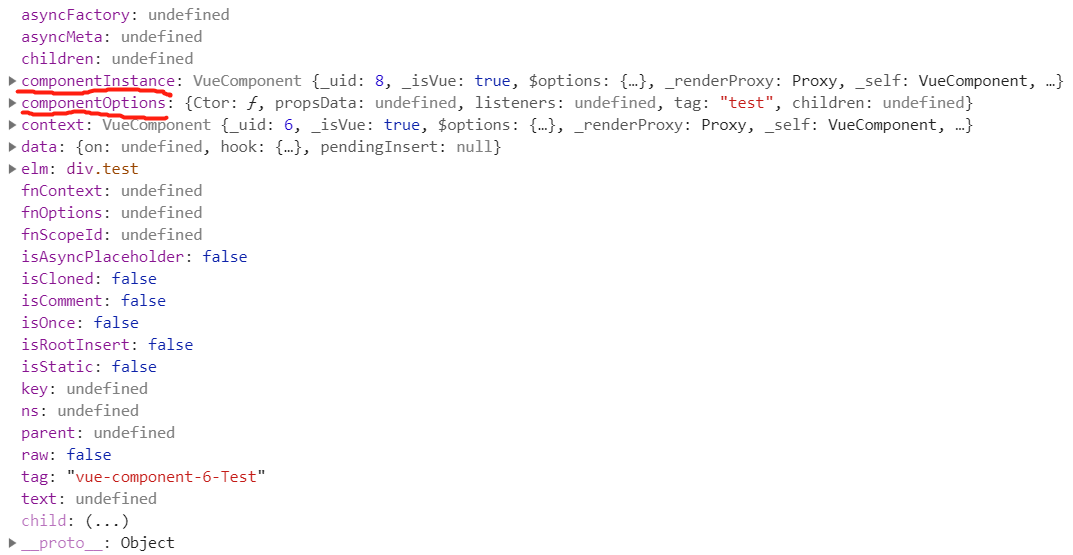 asyncFactory: undefined
asyncMeta: undefined
children: undefined
▶componentInstance: VueComponent {_uid: 8, _isVue: true, $options: {…}, _renderProxy: Proxy, _self: VueComponent, …}
▶componentOptions: {Ctor: ƒ, propsData: undefined, listeners: undefined, tag: "test", children: undefined}
▶context: VueComponent {_uid: 6, _isVue: true, $options: {…}, _renderProxy: Proxy, _self: VueComponent, …}
▶data: {on: undefined, hook: {…}, pendingInsert: null}
▶elm: div.test
fnContext: undefined
fnOptions: undefined
fnScopeId: undefined
isAsyncPlaceholder: false
isCloned: false
isComment: false
isOnce: false
isRootInsert: false
isStatic: false
key: undefined
ns: undefined
parent: undefined
raw: false
tag: "vue-component-6-Test"
text: undefined
child: (...)
▶__proto__: Object